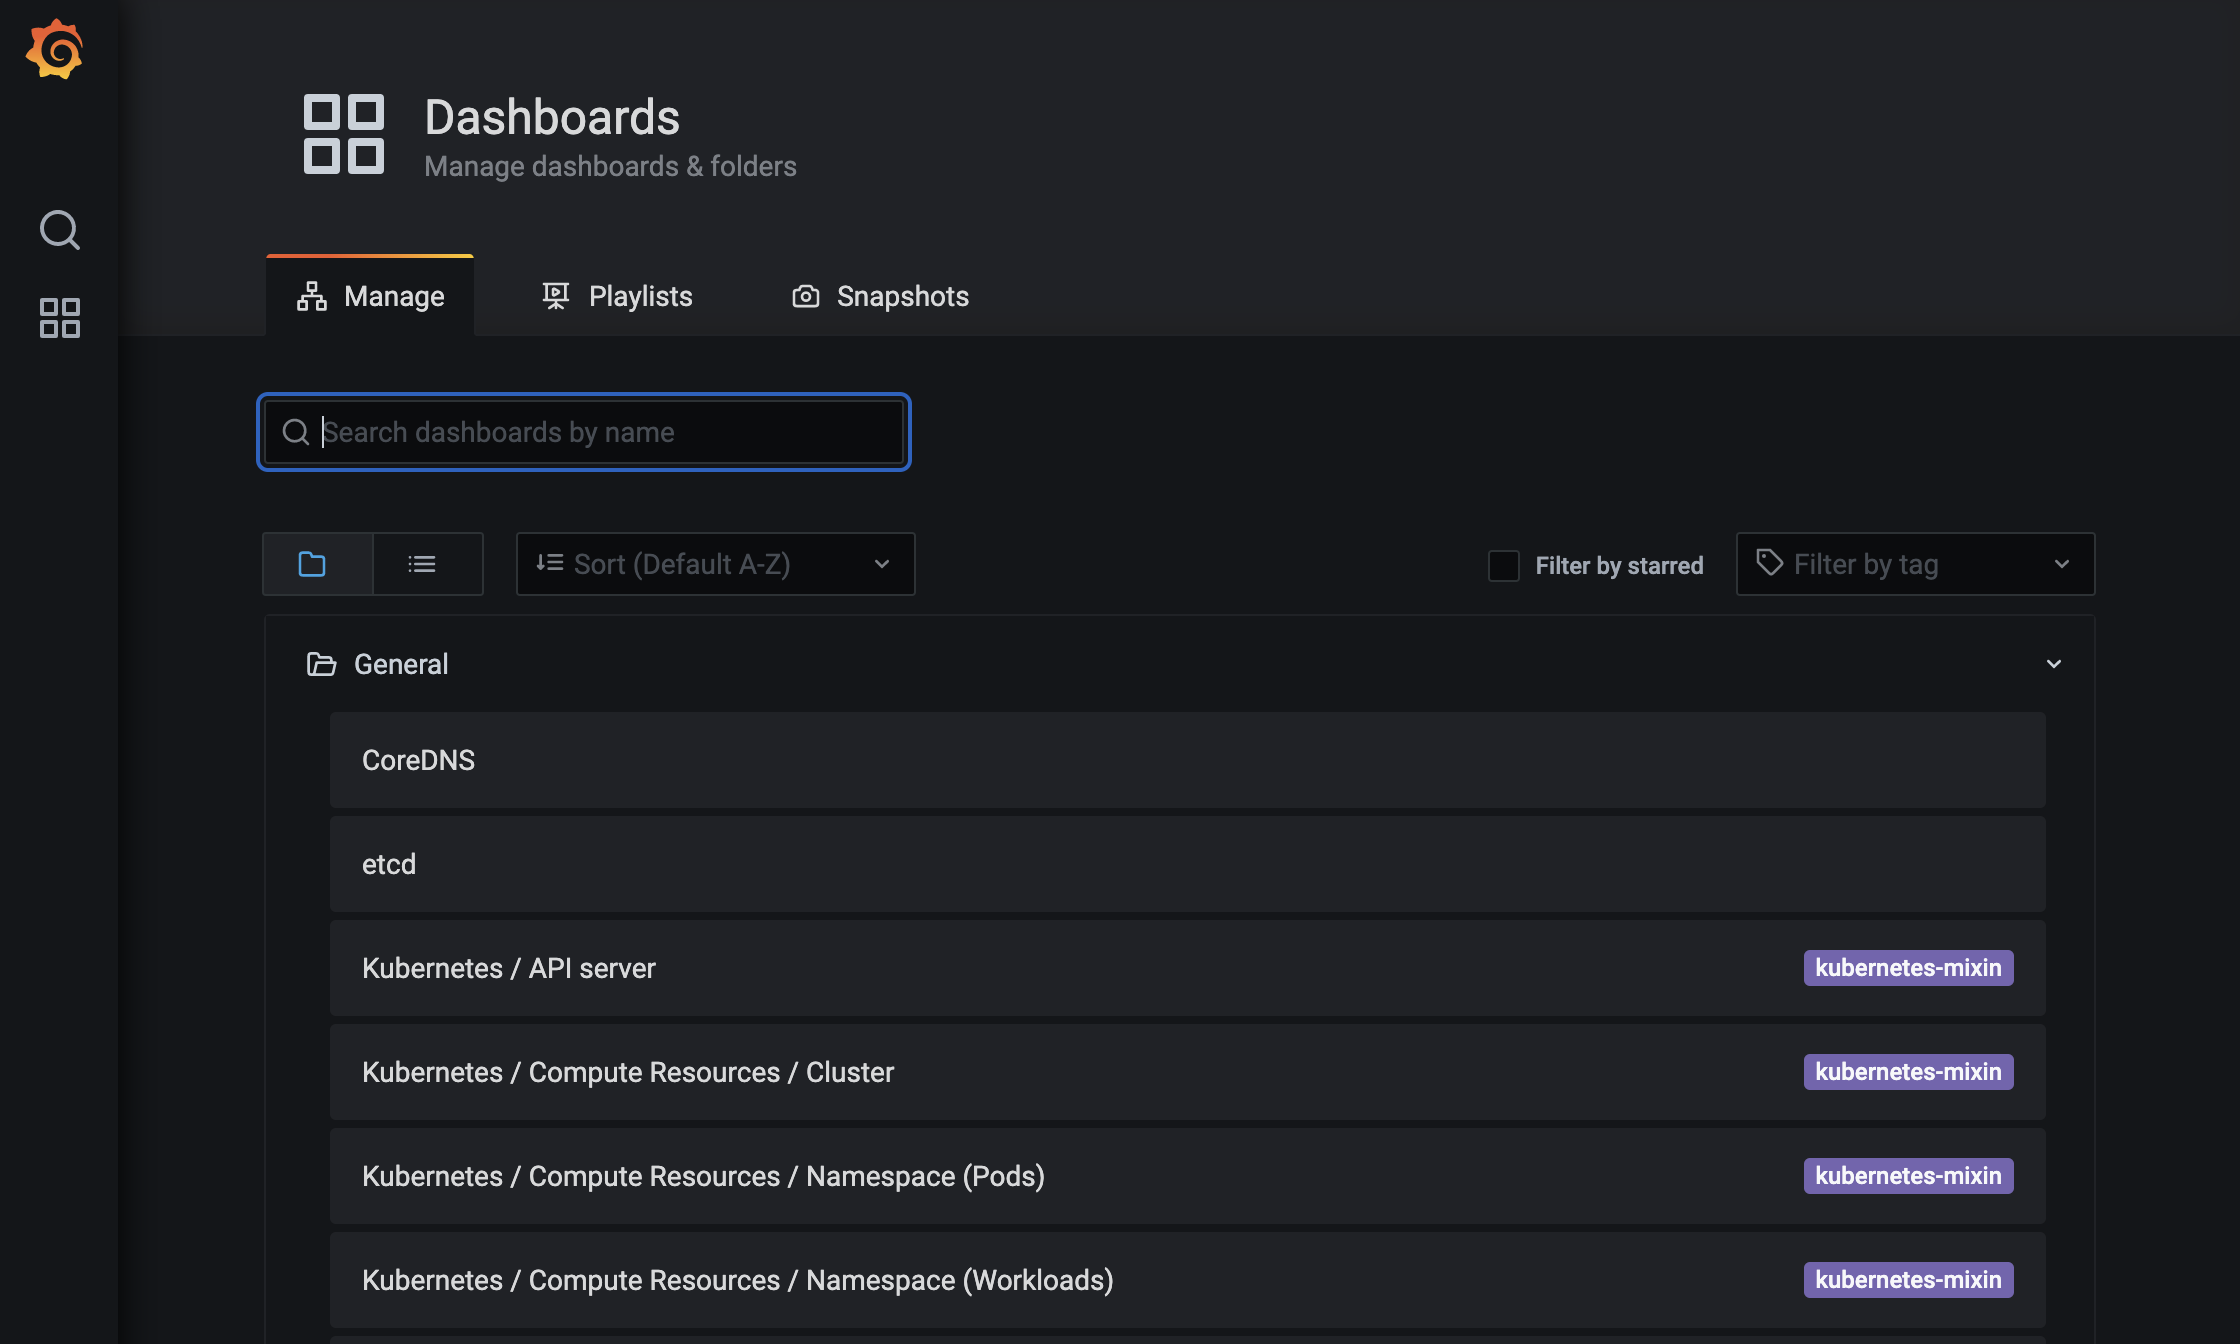 Dashboards
Manage dashboards & folders
Manage
Playlists
Snapshots
Search dashboards by name
Sort (Default A-Z)
Filter by starred
Filter by tag
General
CoreDNS
etcd
Kubernetes / API server
kubernetes-mixin
Kubernetes / Compute Resources / Cluster
kubernetes-mixin
Kubernetes / Compute Resources / Namespace (Pods)
kubernetes-mixin
Kubernetes / Compute Resources / Namespace (Workloads)
kubernetes-mixin